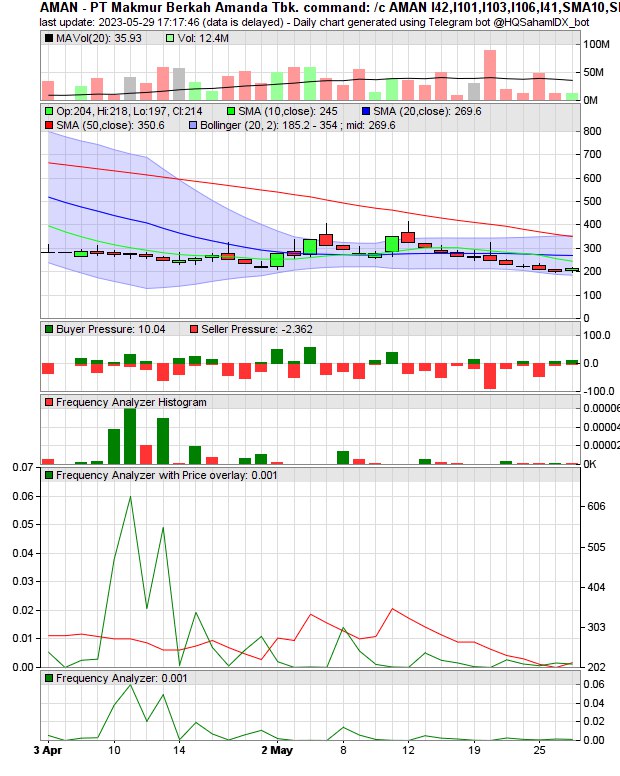 AMAN - PT Makmur Berkah Amanda Tbk. command: /c AMAN I42,I101,I103,I106,I41,SMA10,S
last update: 2023-05-29 17:17:46 (data is delayed) - Daily chart generated using Telegram bot @HQSahamIDX_bot
MAVol(20): 35.93 Vol: 12.4M
100M
50M
0M
Op:204, Hi:218, Lo:197, Cl:214 SMA (10,close): 245 SMA (20,close): 269.6
SMA (50,close): 350.6 Bollinger (20, 2): 185.2 - 354 ; mid: 269.6
800
700
600
500
400
300
200
100
0
Buyer Pressure: 10.04 Seller Pressure: -2.362
100.0
0.0
-100.0
Frequency Analyzer Histogram
0.00006
0.00004
0.00002
0K
Frequency Analyzer with Price overlay: 0.001
0.07
0.06
0.05
0.04
0.03
0.02
0.01
0.00
606
505
404
303
202
Frequency Analyzer: 0.001
0.06
0.04
0.02
0.00
3 Apr 10 14 2 May 8 12 19 25